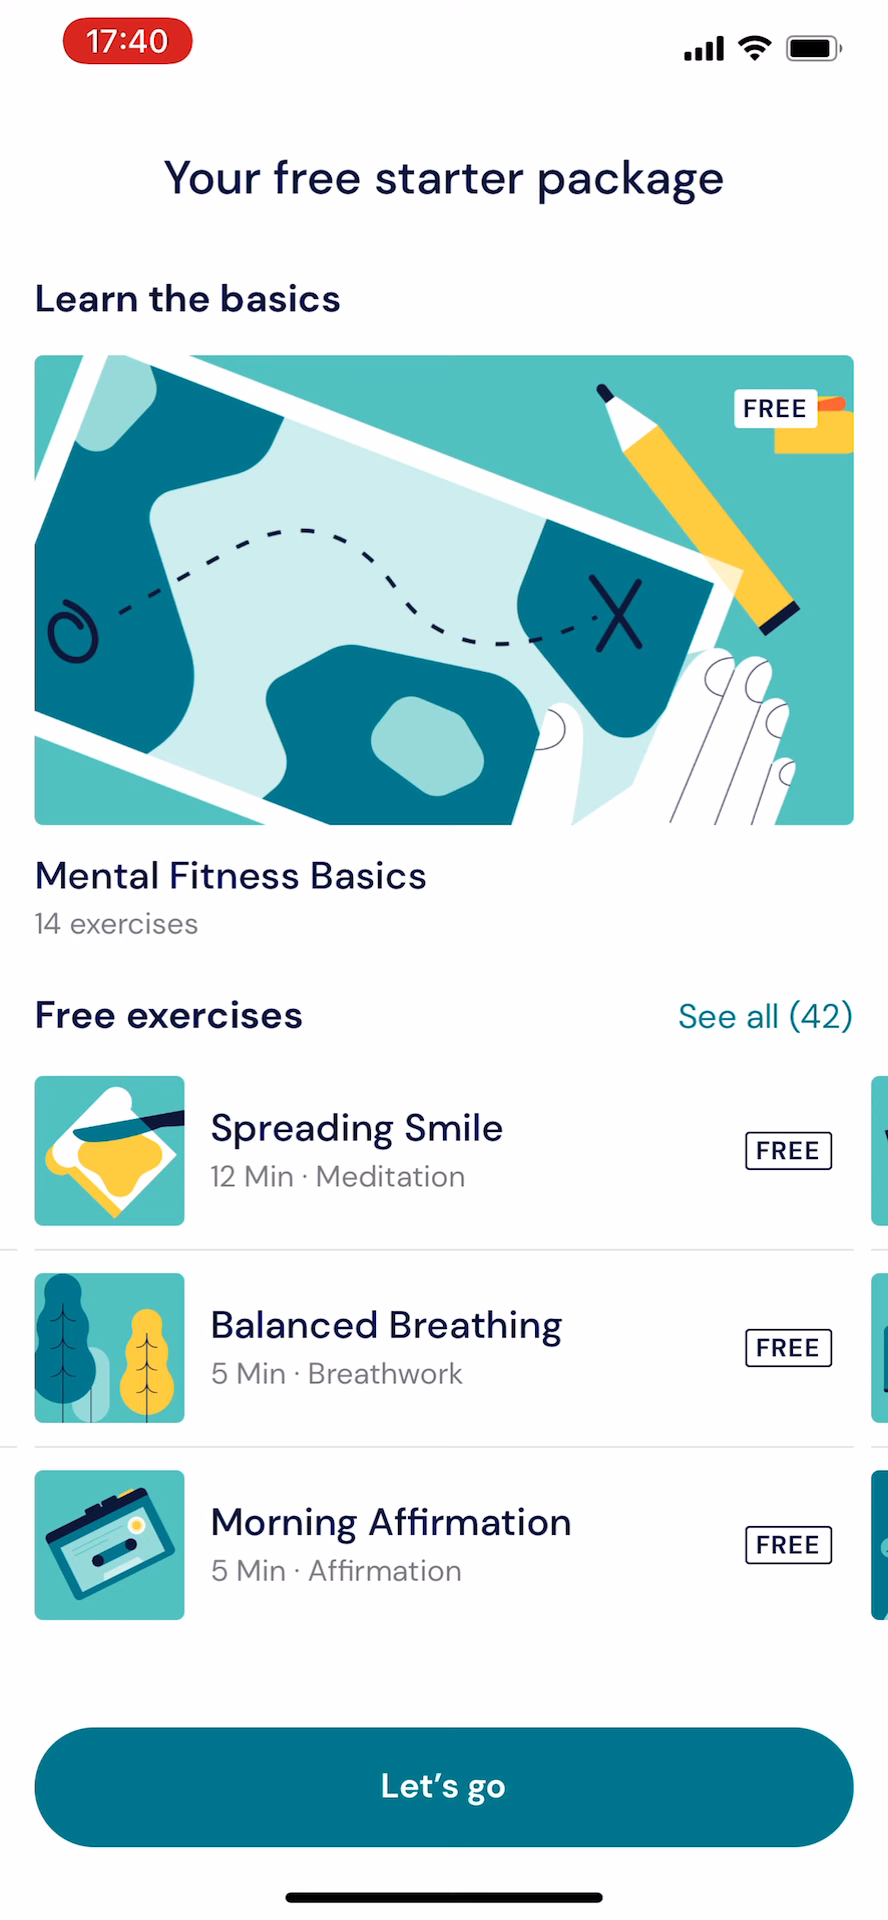 17:40
Your free starter package
Learn the basics
FREE
Mental Fitness Basics
14 exercises
Free exercises
See all (42)
Spreading Smile
12 Min · Meditation
FREE
Balanced Breathing
5 Min · Breathwork
FREE
Morning Affirmation
5 Min · Affirmation
FREE
Let’s go